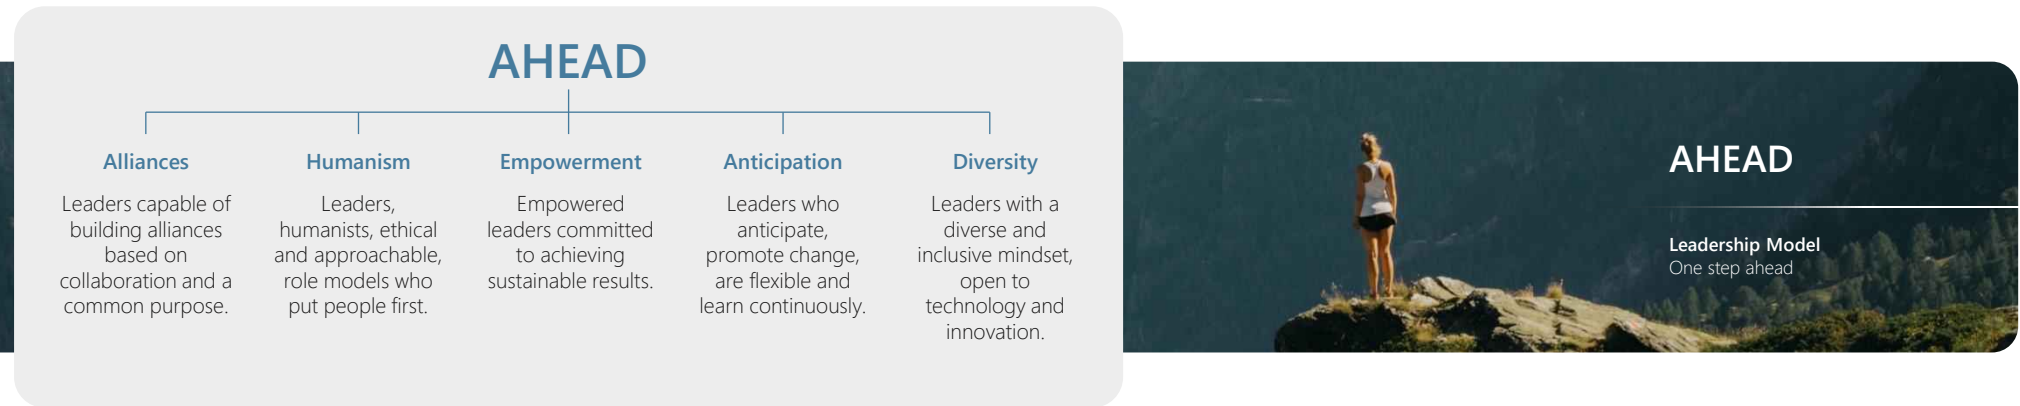 AHEAD
Alliances
Leaders capable of
building alliances
based on
collaboration and a
common purpose.
Humanism
Leaders,
humanists, ethical
and approachable,
role models who
put people first.
Empowerment
Empowered
leaders committed
to achieving
sustainable results.
Anticipation
Leaders who
anticipate,
promote change,
are flexible and
learn continuously.
Diversity
Leaders with a
diverse and
inclusive mindset,
open to
technology and
innovation.
AHEAD
Leadership Model
One step ahead